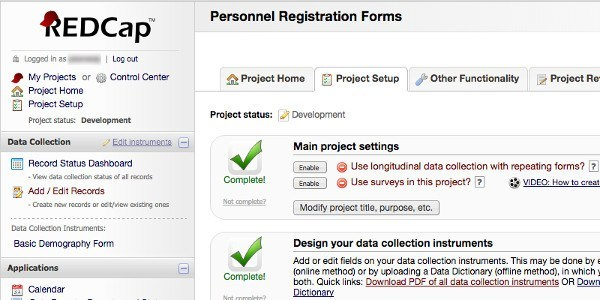 REDCap™
Logged in as | Log out
My Projects or Control Center
Project Home
Project Setup
Project status: Development
Data Collection Edit instruments
Record Status Dashboard
- View data collection status of all records
Add / Edit Records
- Create new records or edit/view existing ones
Data Collection Instruments:
Basic Demography Form
Applications
Calendar
Personnel Registration Forms
Project Home Project Setup Other Functionality Project Re
Project status: Development
Complete!
Not complete?
Main project settings
Enable Use longitudinal data collection with repeating forms? ?
Enable Use surveys in this project? ? VIDEO: How to create
Modify project title, purpose, etc.
Complete!
Not complete?
Design your data collection instruments
Add or edit fields on your data collection instruments. This may be done by e
(online method) or by uploading a Data Dictionary (offline method), in which y
both. Quick links: Download PDF of all data collection instruments OR Down
Dictionary